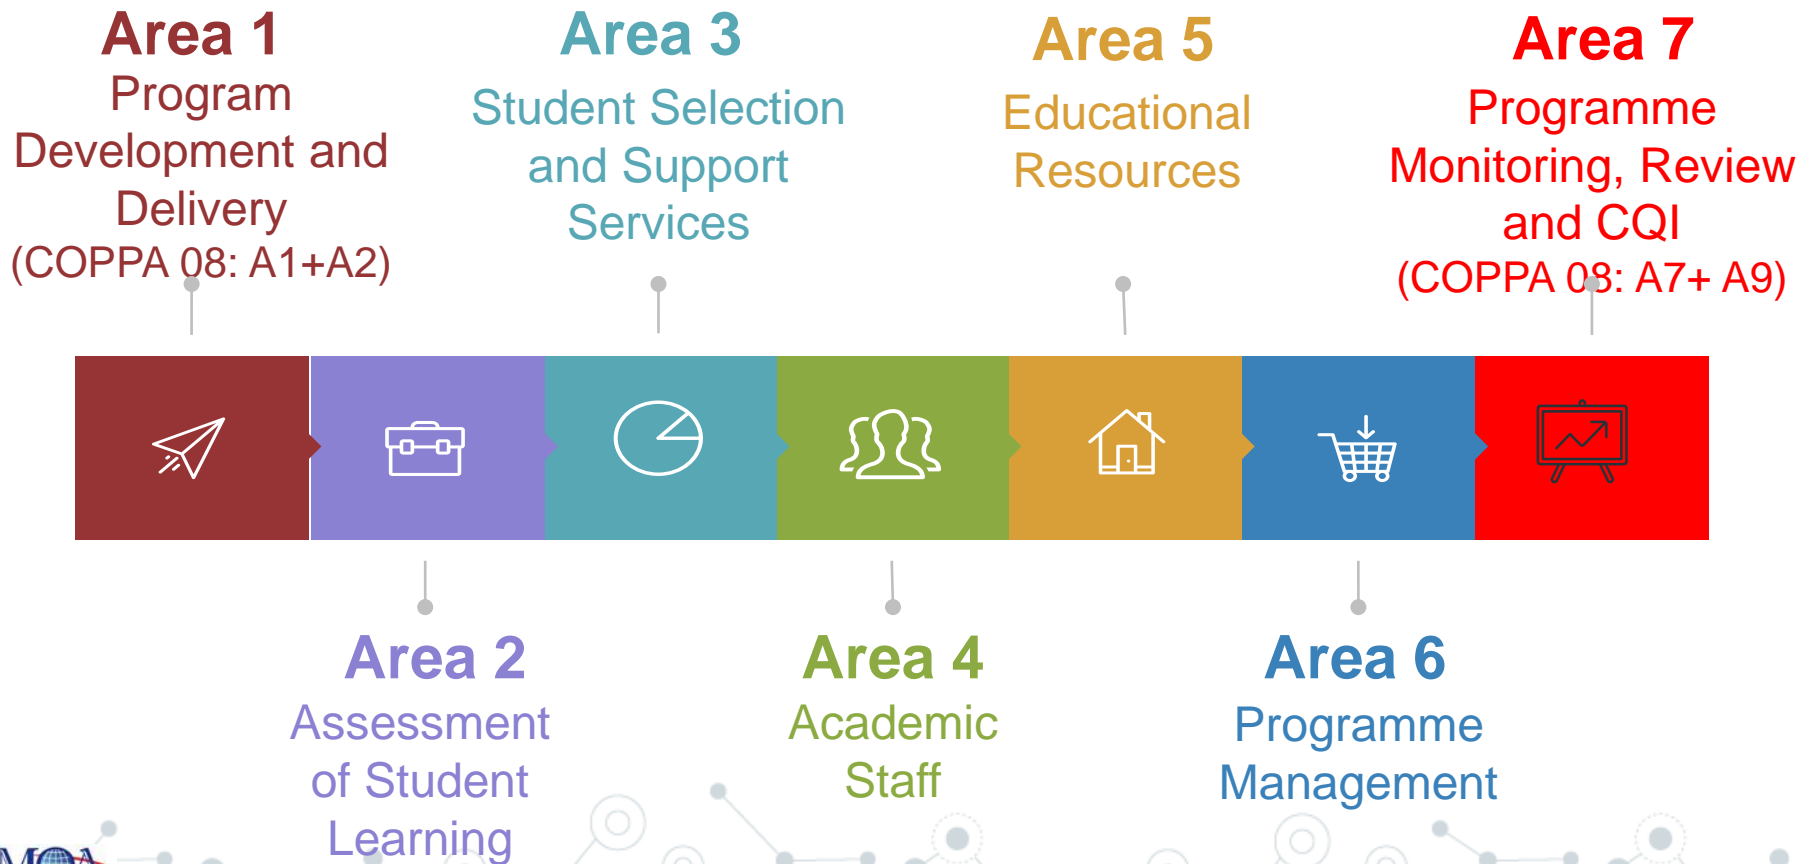 Area 1
Program
Development and
Delivery
(COPPA 08: A1+A2)
Area 3
Student Selection
and Support
Services
Area 5
Educational
Resources
Area 7
Programme
Monitoring, Review
and CQI
(COPPA 08: A7+ A9)
Area 2
Assessment
of Student
Learning
Area 4
Academic
Staff
Area 6
Programme
Management
MQA